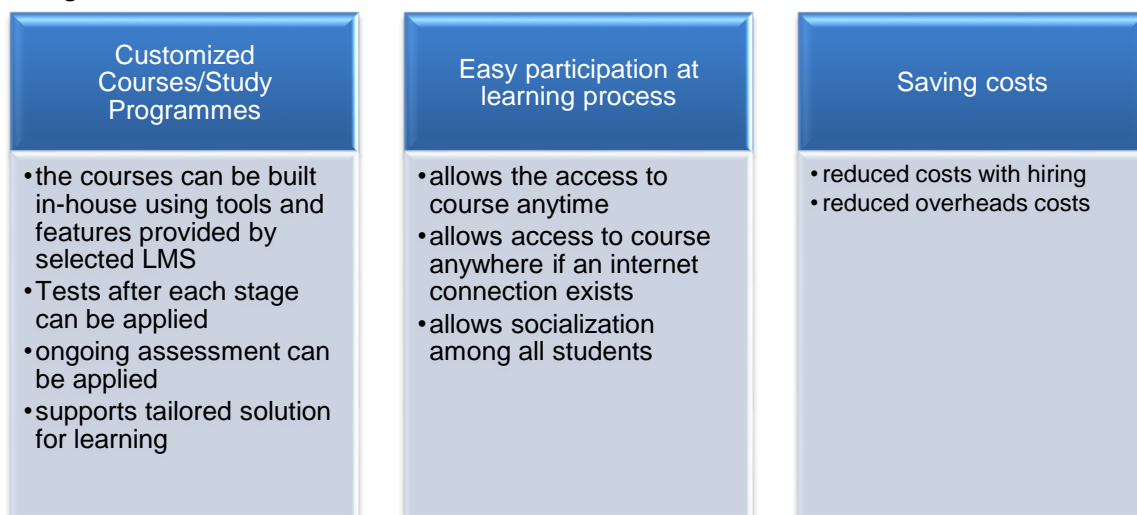 Customized
Courses/Study
Programmes
•the courses can be built
in-house using tools and
features provided by
selected LMS
•Tests after each stage
can be applied
•ongoing assessment can
be applied
•supports tailored solution
for learning
Easy participation at
learning process
•allows the access to
course anytime
•allows access to course
anywhere if an internet
connection exists
•allows socialization
among all students
Saving costs
•reduced costs with hiring
•reduced overheads costs